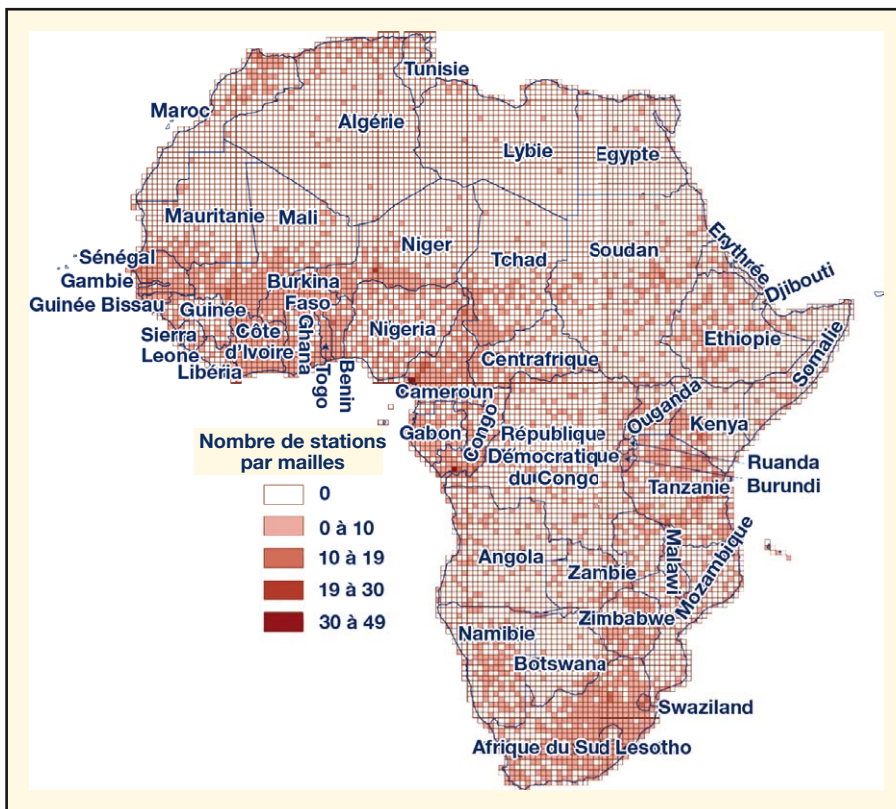 Tunisie
Maroc
Algérie
Lybie
Egypte
Mauritanie
Mali
Niger
Tchad
Soudan
Erythrée
Djibouti
Sénégal
Gambie
Guinée Bissau
Guinée
Burkina
Faso
Sierra
Leone
Côte
d'Ivoire
Libéria
Ghana
Togo
Benin
Nigeria
Centrafrique
Ethiopie
Somalie
Cameroun
Gabon
Congo
République
Démocratique
du Congo
Ouganda
Kenya
Ruanda
Burundi
Tanzanie
Nombre de stations
par mailles
0
0 à 10
10 à 19
19 à 30
30 à 49
Angola
Zambie
Malawi
Mozambique
Zimbabwe
Namibie
Botswana
Swaziland
Afrique du Sud
Lesotho